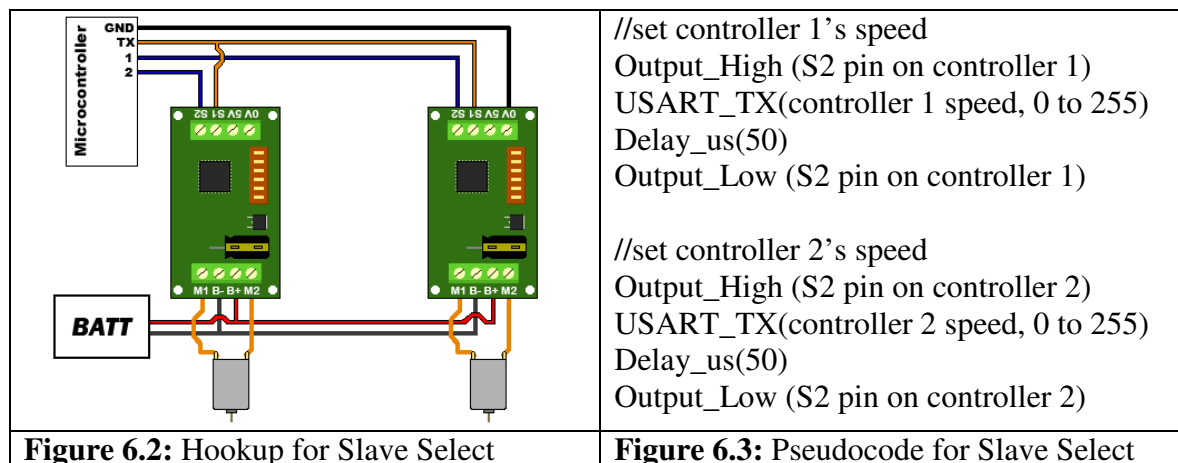 Microcontroller
GND
TX
1
2
S2 S1 5V 0V
S2 S1 5V 0V
M1 B- B+ M2
M1 B- B+ M2
BATT
Figure 6.2: Hookup for Slave Select
//set controller 1’s speed
Output_High (S2 pin on controller 1)
USART_TX(controller 1 speed, 0 to 255)
Delay_us(50)
Output_Low (S2 pin on controller 1)
//set controller 2’s speed
Output_High (S2 pin on controller 2)
USART_TX(controller 2 speed, 0 to 255)
Delay_us(50)
Output_Low (S2 pin on controller 2)
Figure 6.3: Pseudocode for Slave Select